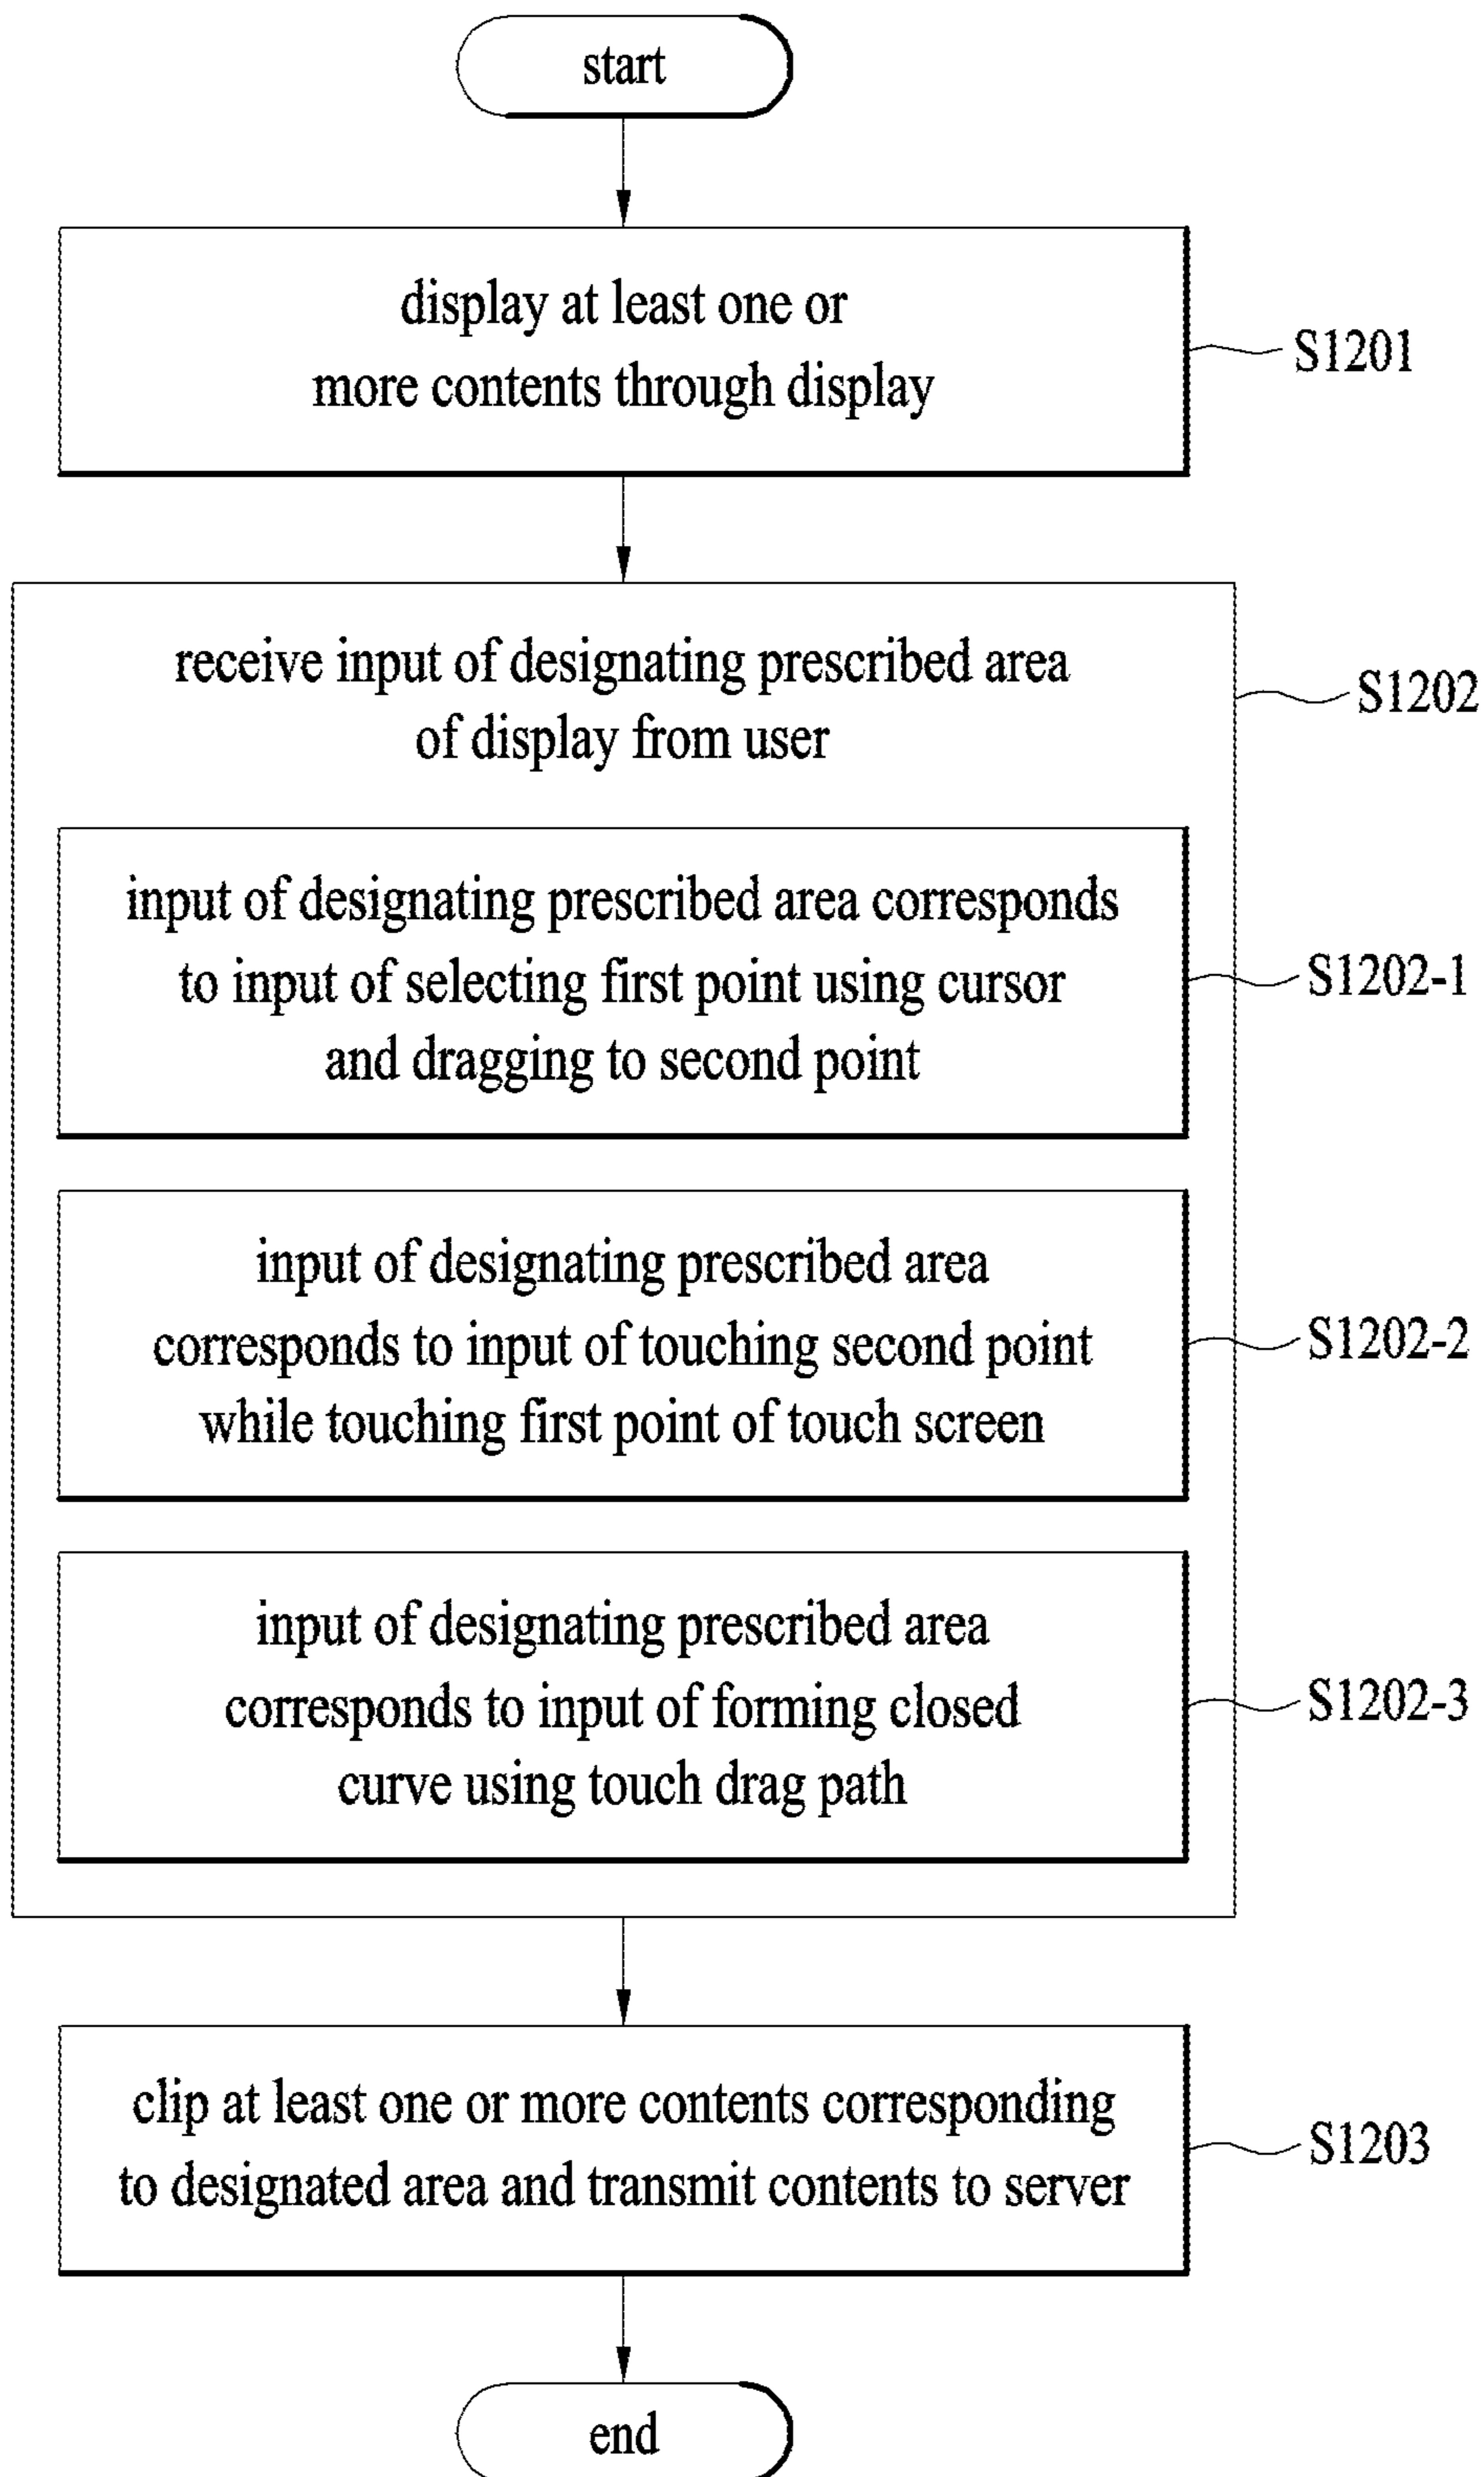 start
display at least one or
more contents through display
S1201
receive input of designating prescribed area
of display from user
S1202
input of designating prescribed area corresponds
to input of selecting first point using cursor
and dragging to second point
S1202-1
input of designating prescribed area
corresponds to input of touching second point
while touching first point of touch screen
S1202-2
input of designating prescribed area
corresponds to input of forming closed
curve using touch drag path
S1202-3
clip at least one or more contents corresponding
to designated area and transmit contents to server
S1203
end